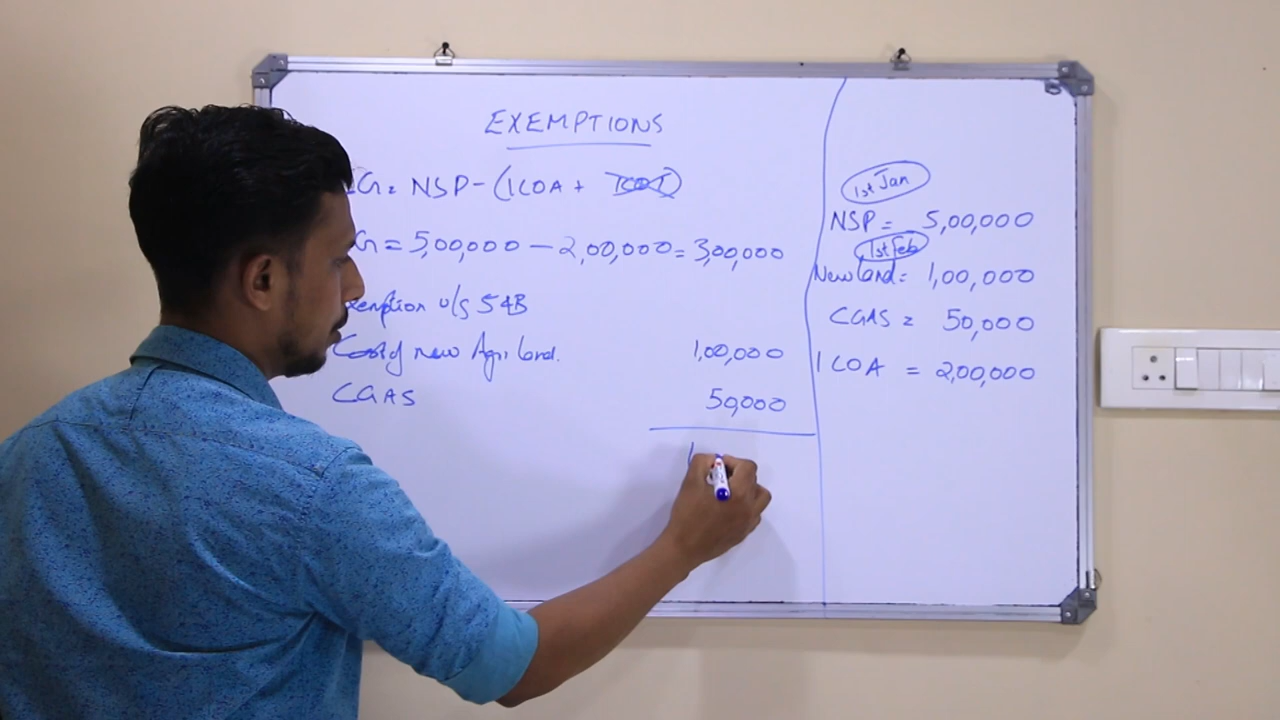 EXEMPTIONS
G = NSP - (ICOA +
G = 5,00,000 - 2,00,000 = 3,00,000
emption u/s 54B
Cost of new Agri land. 1,00,000
CGAS 50,000
1st Jan
NSP = 5,00,000
1st Feb
New land = 1,00,000
CGAS = 50,000
ICOA = 2,00,000